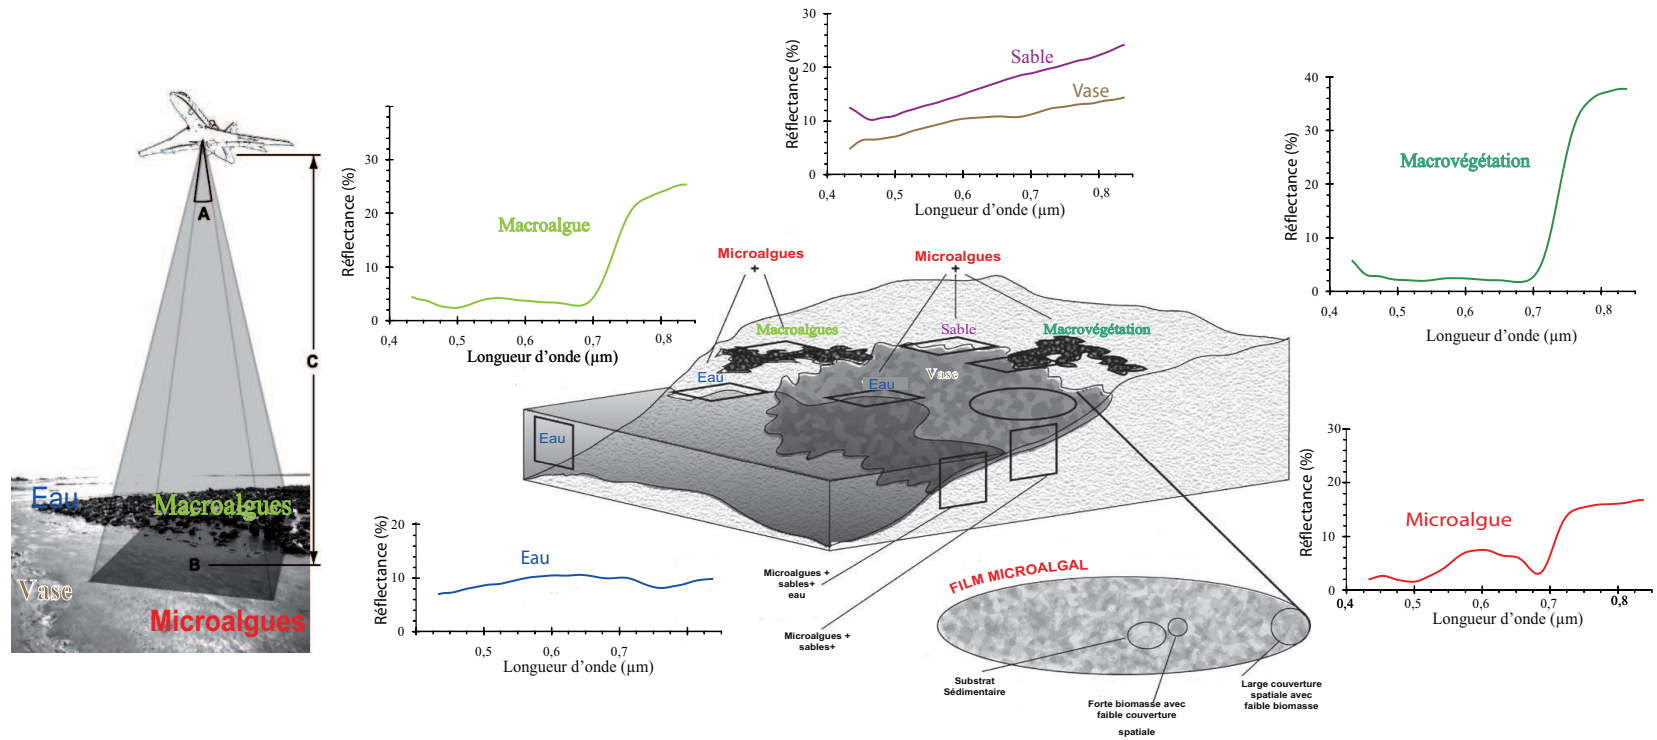 A
C
B
Eau
Macroalgues
Vase
Microalgues
Réflectance (%)
30
20
10
0
0,4
0,5
0,6
0,7
0,8
Longueur d’onde (µm)
Macroalgue
Réflectance (%)
30
20
10
0
0,4
0,5
0,6
0,7
0,8
Longueur d’onde (µm)
Sable
Vase
Réflectance (%)
40
30
20
10
0
0,4
0,5
0,6
0,7
0,8
Longueur d’onde (µm)
Macrovégétation
Microalgues
+
Microalgues
+
Macroalgues
Sable
Macrovégétation
Eau
Eau
Vase
Eau
Réflectance (%)
20
10
0
0,5
0,6
0,7
Longueur d’onde (µm)
Eau
Microalgues +
sables+
eau
Microalgues +
sables+
FILM MICROALGAL
Substrat
Sédimentaire
Forte biomasse avec
faible couverture
spatiale
Large couverture
spatiale avec
faible biomasse
Réflectance (%)
30
20
10
0
0,4
0,5
0,6
0,7
0,8
Longueur d’onde (µm)
Microalgue